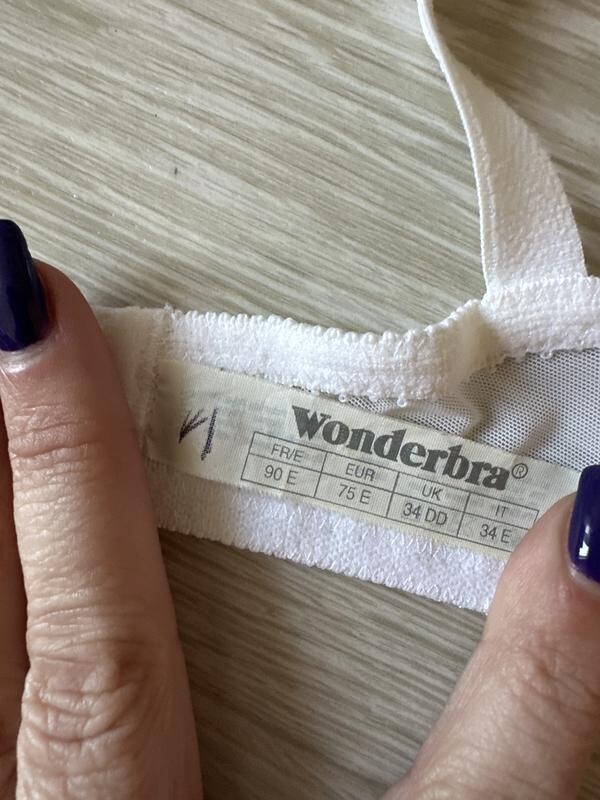 Wonderbra®
FR/E EUR UK IT
90 E 75 E 34 DD 34 E